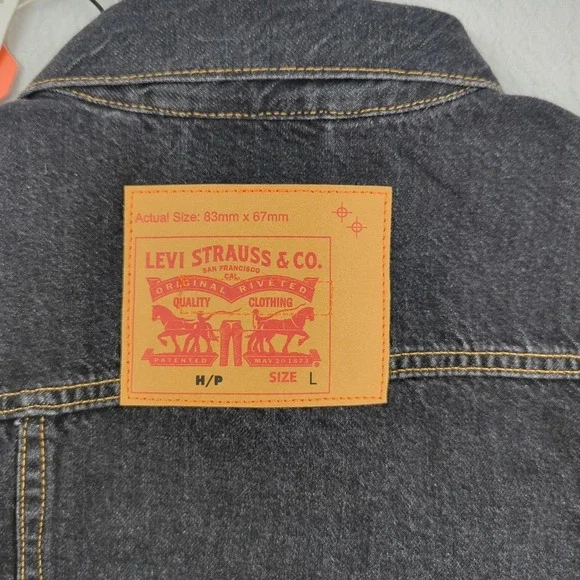 Actual Size: 83mm x 67mm
LEVI STRAUSS & CO.
SAN FRANCISCO
CAL.
ORIGINAL RIVETED
QUALITY CLOTHING
PATENTED MAY 20 1873 ®
H/P SIZE L